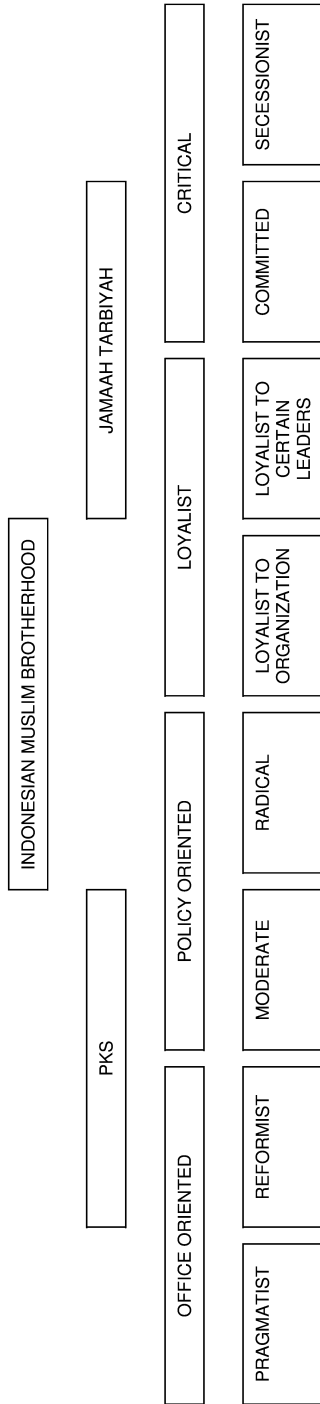 INDONESIAN MUSLIM BROTHERHOOD
PKS
JAMAAH TARBIYAH
OFFICE ORIENTED
POLICY ORIENTED
LOYALIST
CRITICAL
PRAGMATIST
REFORMIST
MODERATE
RADICAL
LOYALIST TO
ORGANIZATION
LOYALIST TO
CERTAIN
LEADERS
COMMITTED
SECESSIONIST